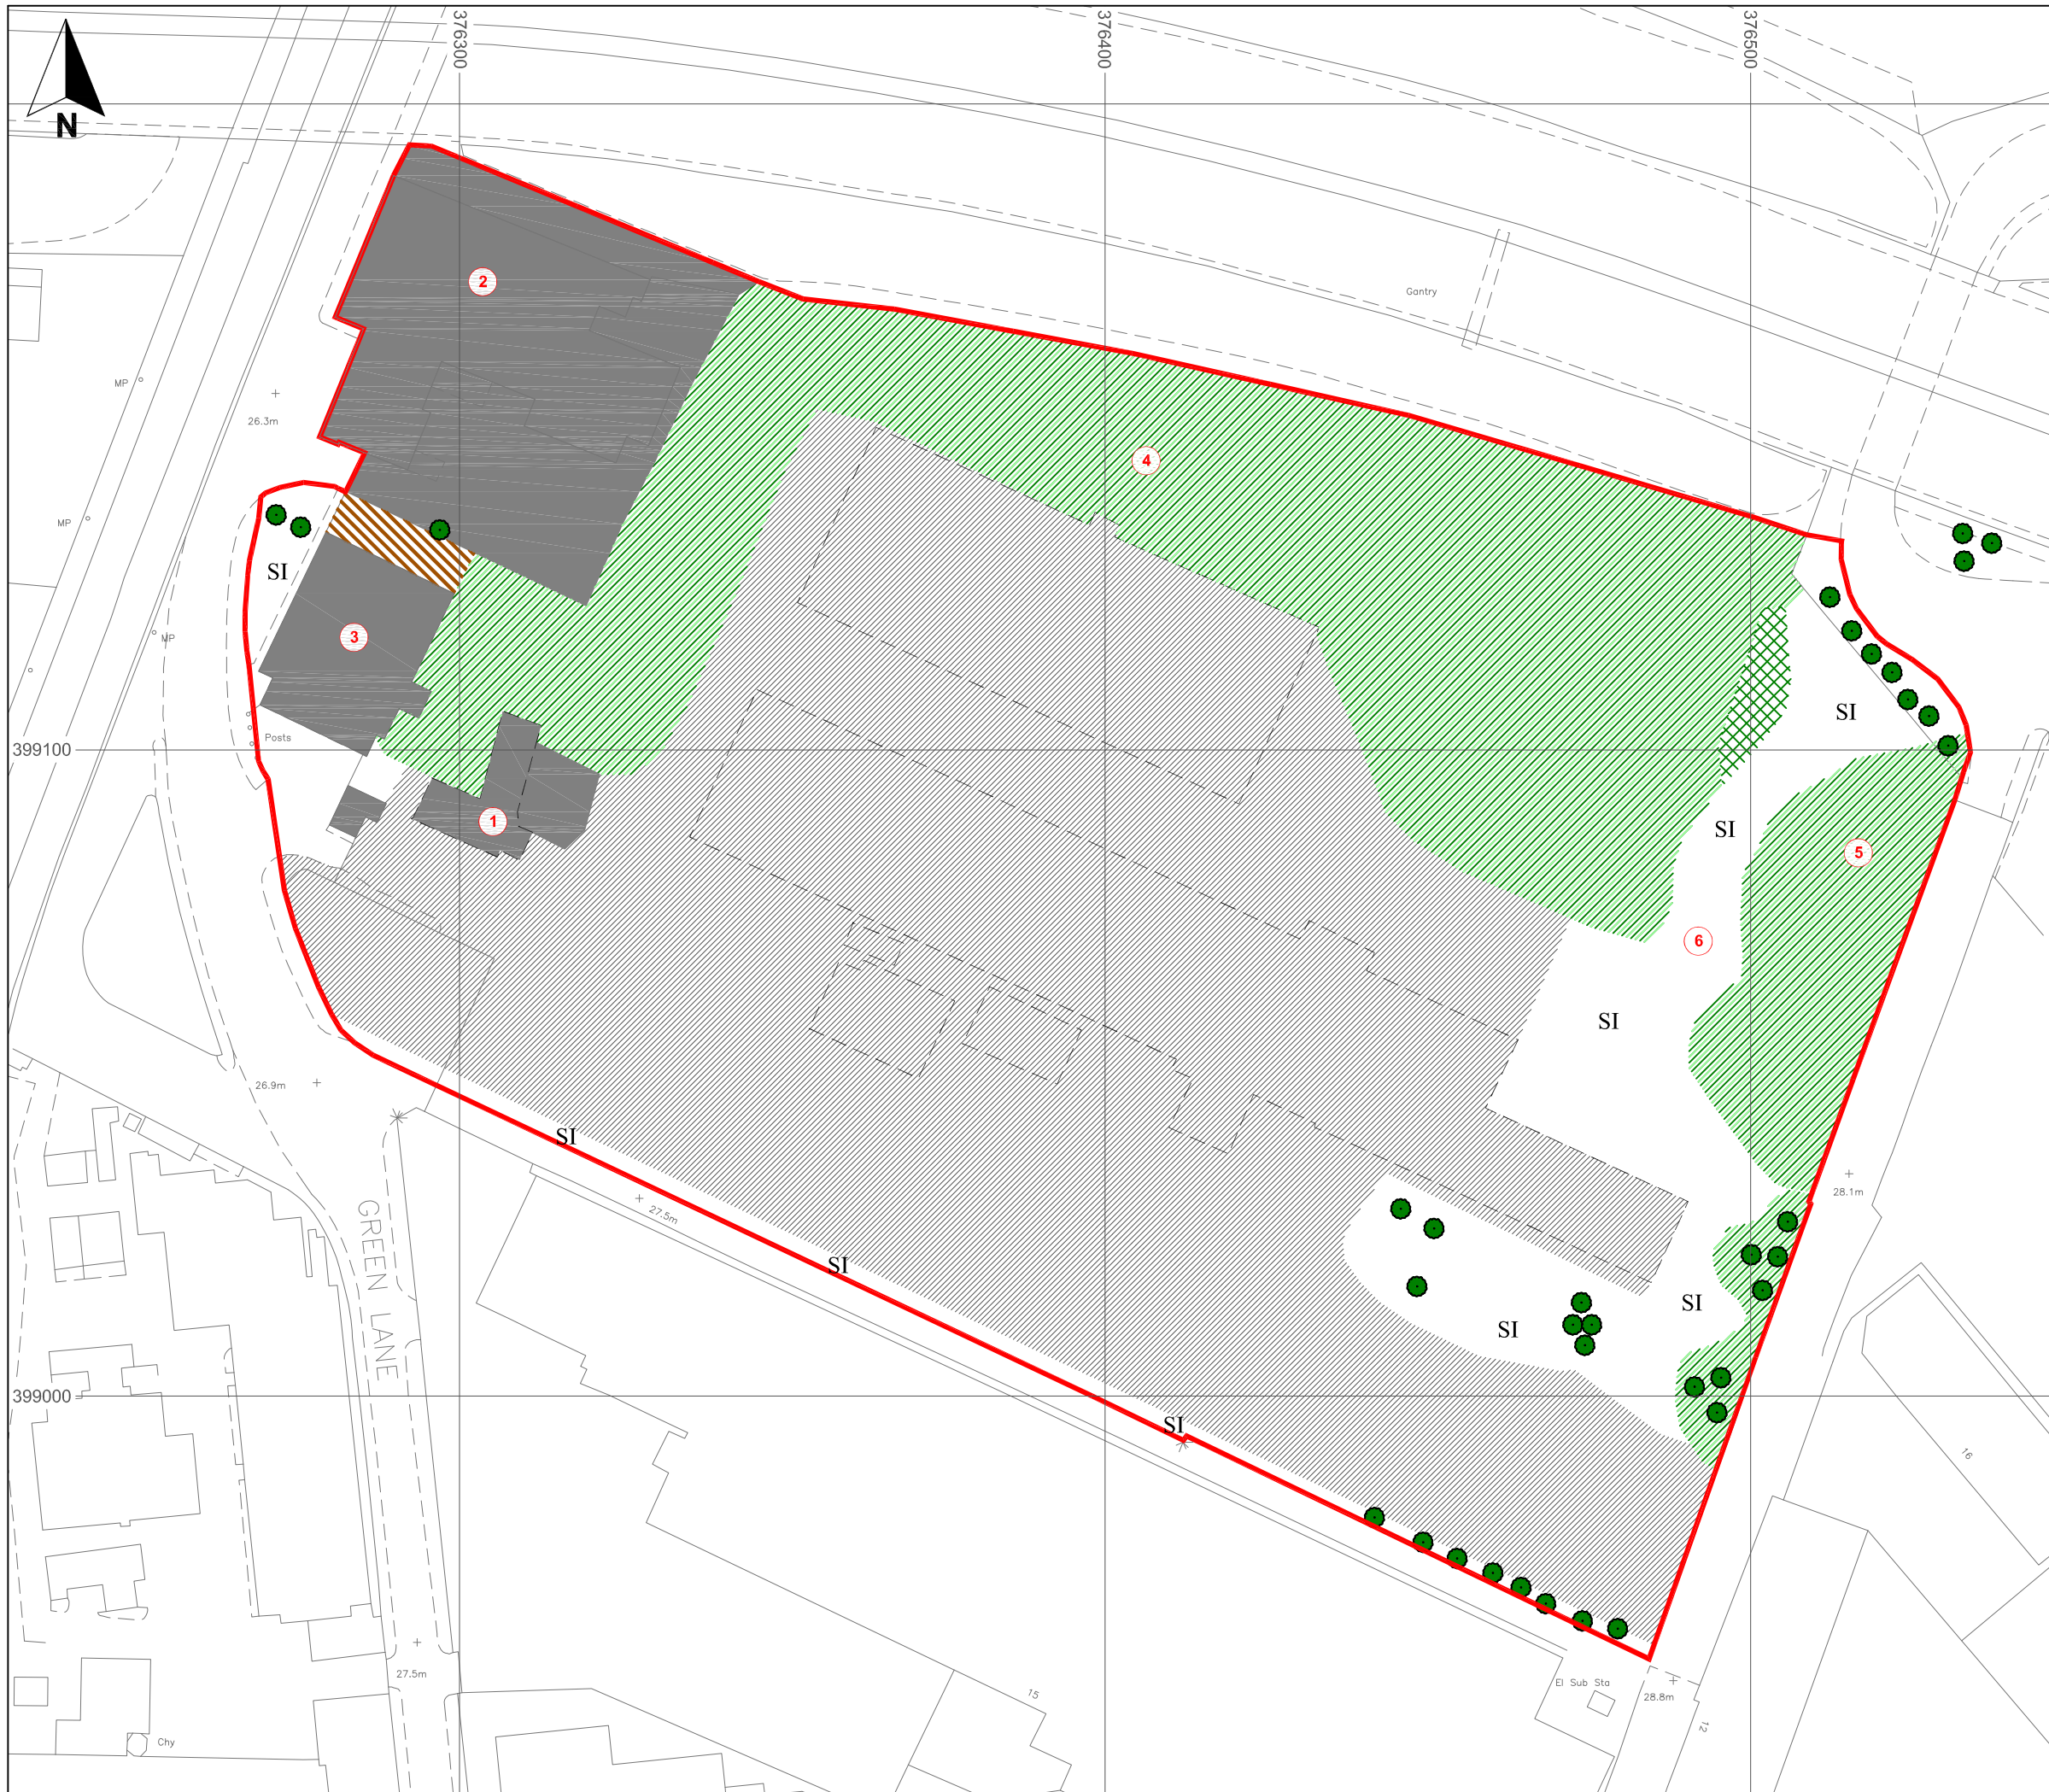 376300
376400
376500
N
2
Gantry
MP
26.3m
4
MP
SI
3
MP
SI
Posts
399100
1
SI
5
6
SI
26.9m
SI
28.1m
GREEN LANE
27.5m
SI
SI
SI
399000
SI
16
27.5m
El Sub Sta
28.8m
15
12
Chy